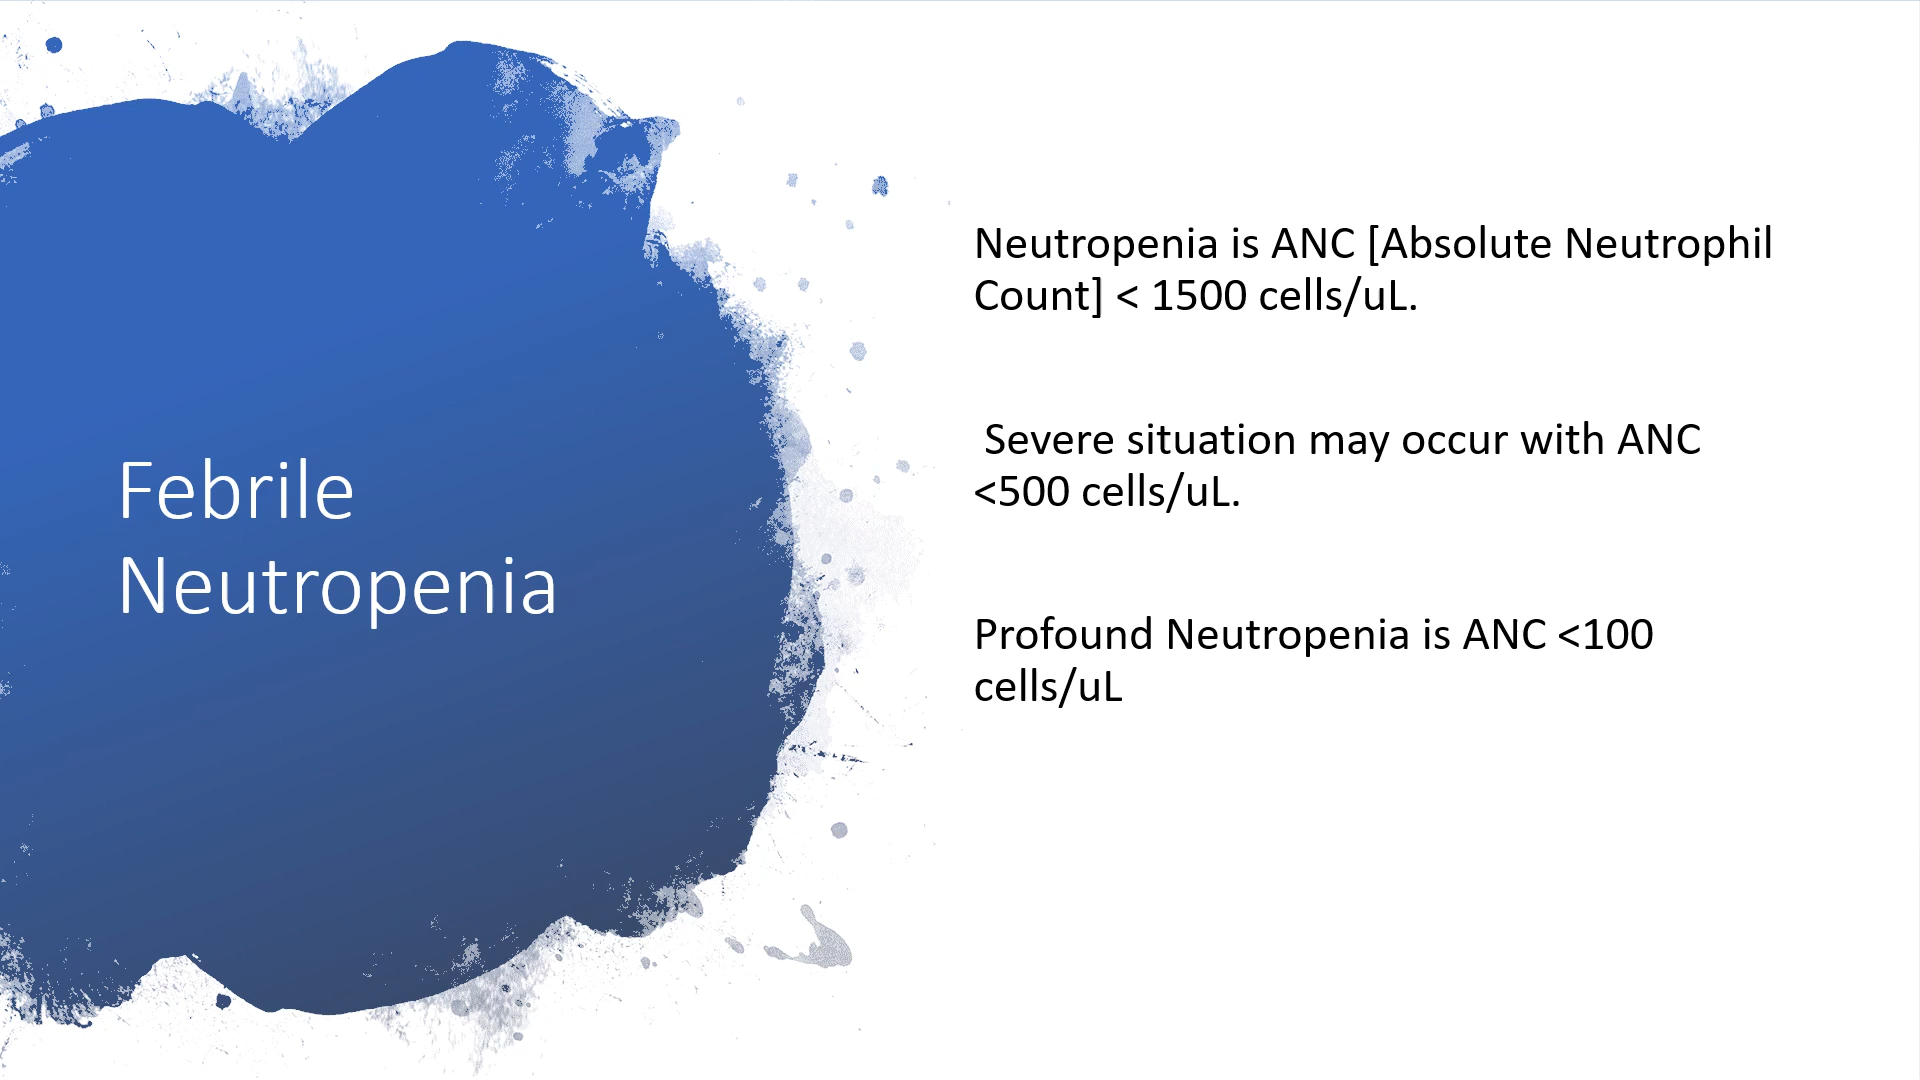 Febrile
Neutropenia
Neutropenia is ANC [Absolute Neutrophil
Count] < 1500 cells/uL.
Severe situation may occur with ANC
<500 cells/uL.
Profound Neutropenia is ANC <100
cells/uL